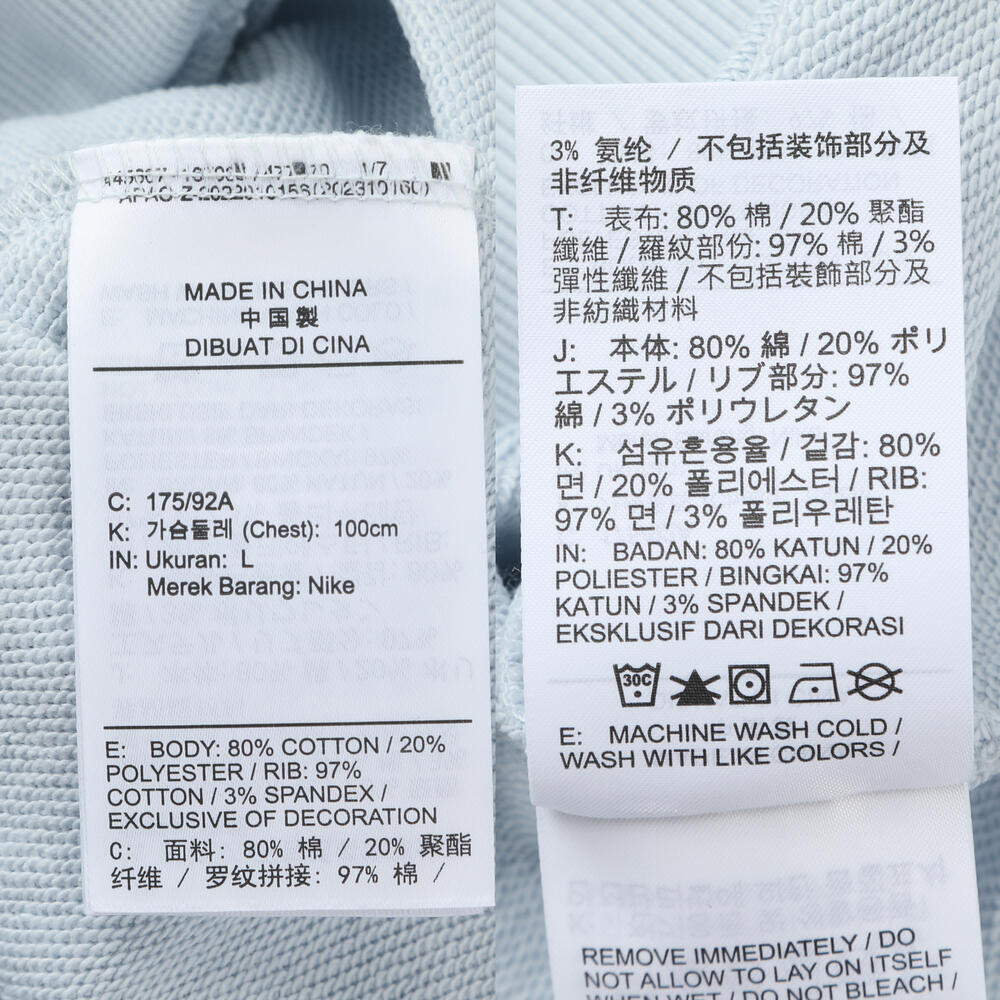 1/7
MADE IN CHINA
中国製
DIBUAT DI CINA
C: 175/92A
K: 가슴둘레 (Chest): 100cm
IN: Ukuran: L
Merek Barang: Nike
E: BODY: 80% COTTON / 20%
POLYESTER / RIB: 97%
COTTON / 3% SPANDEX /
EXCLUSIVE OF DECORATION
C: 面料: 80% 棉 / 20% 聚酯
纤维 / 罗纹拼接: 97% 棉 /
3% 氨纶 / 不包括装饰部分及
非纤维物质
T: 表布: 80% 棉 / 20% 聚酯
纖維 / 羅紋部份: 97% 棉 / 3%
彈性纖維 / 不包括裝飾部分及
非紡織材料
J: 本体: 80% 綿 / 20% ポリ
エステル / リブ部分: 97%
綿 / 3% ポリウレタン
K: 섬유혼용율 / 겉감: 80%
면 / 20% 폴리에스터 / RIB:
97% 면 / 3% 폴리우레탄
IN: BADAN: 80% KATUN / 20%
POLIESTER / BINGKAI: 97%
KATUN / 3% SPANDEK /
EKSKLUSIF DARI DEKORASI
30C
E: MACHINE WASH COLD /
WASH WITH LIKE COLORS /
REMOVE IMMEDIATELY / DO
NOT ALLOW TO LAY ON ITSELF
WHEN WET / DO NOT BLEACH /